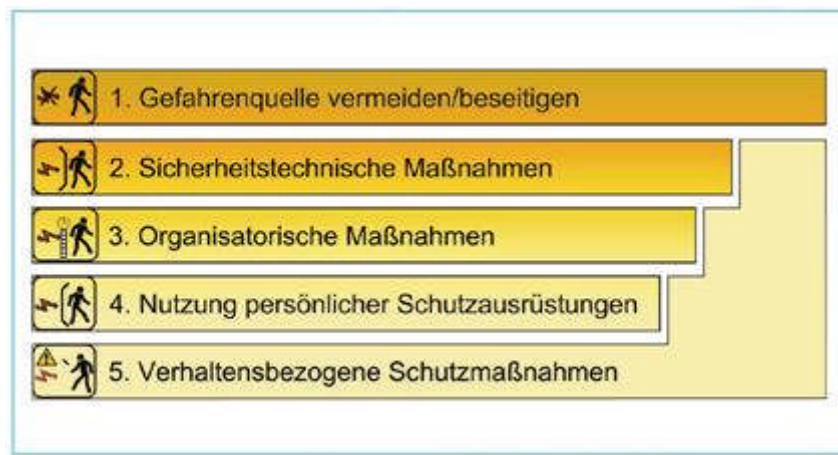 1. Gefahrenquelle vermeiden/beseitigen
2. Sicherheitstechnische Maßnahmen
3. Organisatorische Maßnahmen
4. Nutzung persönlicher Schutzausrüstungen
5. Verhaltensbezogene Schutzmaßnahmen